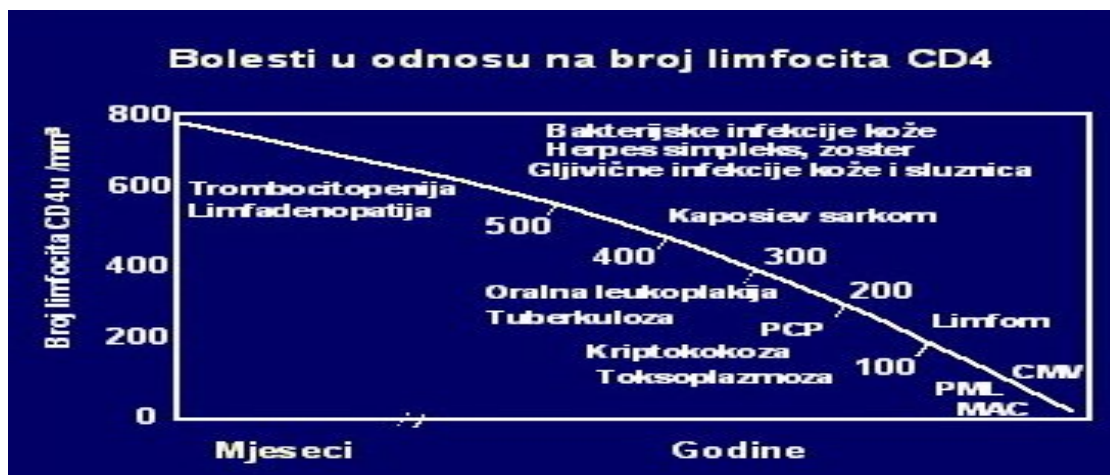 Bolesti u odnosu na broj limfocita CD4
Broj limfocita CD4 u /mm³
800
600
400
200
0
Bakterijske infekcije kože
Herpes simpleks, zoster
Gljivične infekcije kože i sluznica
Trombocitopenija
Limfadenopatija
500
Kaposiev sarkom
400
300
Oralna leukoplakija
200
Tuberkuloza
PCP
Limfom
Kriptokokoza
100
Toksoplazmoza
CMV
PML
MAC
Mjeseci
Godine